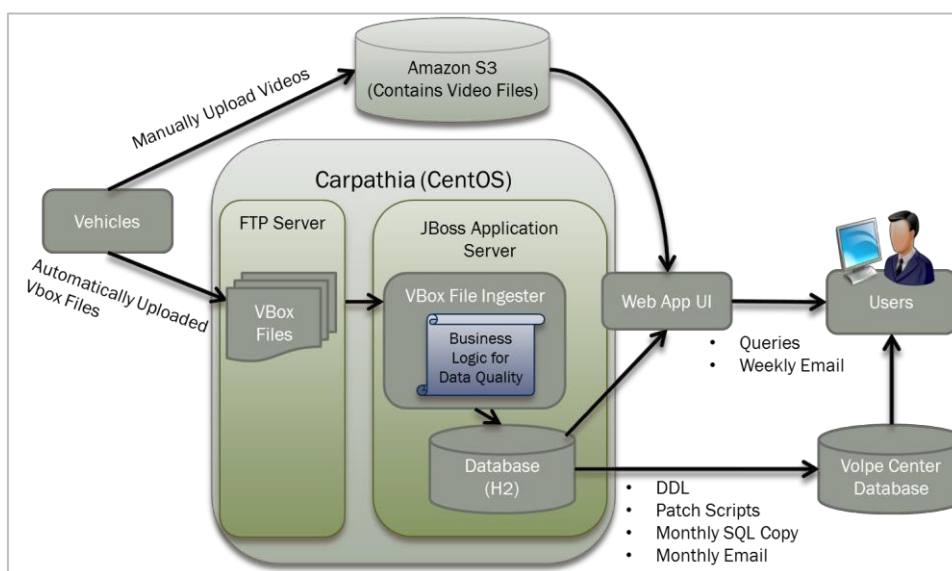 Amazon S3
(Contains Video Files)
Manually Upload Videos
Carpathia (CentOS)
Vehicles
FTP Server
JBoss Application
Server
Automatically Uploaded
Vbox Files
VBox
Files
VBox File Ingester
Business
Logic for
Data Quality
Web App UI
Users
• Queries
• Weekly Email
Database
(H2)
• DDL
• Patch Scripts
• Monthly SQL Copy
• Monthly Email
Volpe Center
Database